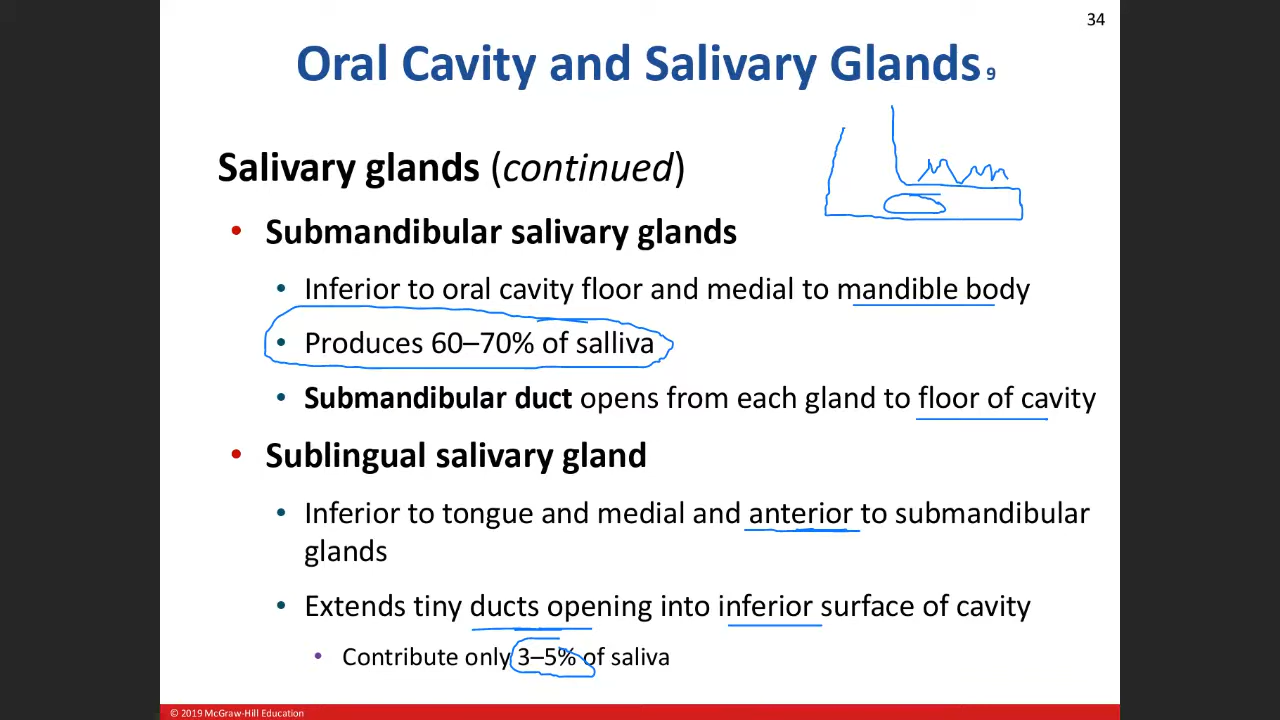 34
Oral Cavity and Salivary Glands 9
Salivary glands (continued)
• Submandibular salivary glands
• Inferior to oral cavity floor and medial to mandible body
• Produces 60–70% of salliva
• Submandibular duct opens from each gland to floor of cavity
• Sublingual salivary gland
• Inferior to tongue and medial and anterior to submandibular
glands
• Extends tiny ducts opening into inferior surface of cavity
• Contribute only 3–5% of saliva
© 2019 McGraw-Hill Education